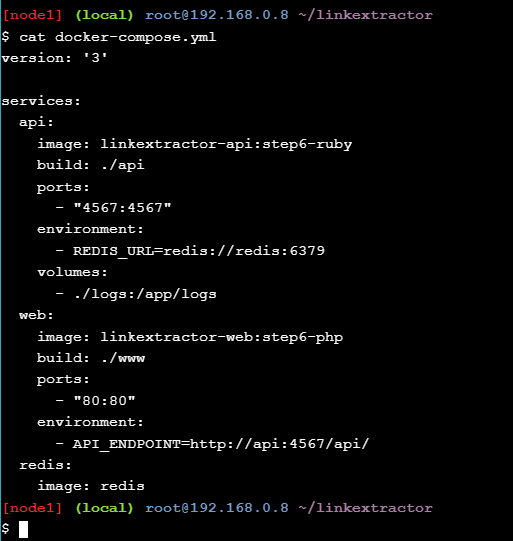 [node1] (local) root@192.168.0.8 ~/linkextractor
$ cat docker-compose.yml
version: '3'

services:
  api:
    image: linkextractor-api:step6-ruby
    build: ./api
    ports:
      - "4567:4567"
    environment:
      - REDIS_URL=redis://redis:6379
    volumes:
      - ./logs:/app/logs
  web:
    image: linkextractor-web:step6-php
    build: ./www
    ports:
      - "80:80"
    environment:
      - API_ENDPOINT=http://api:4567/api/
  redis:
    image: redis
[node1] (local) root@192.168.0.8 ~/linkextractor
$